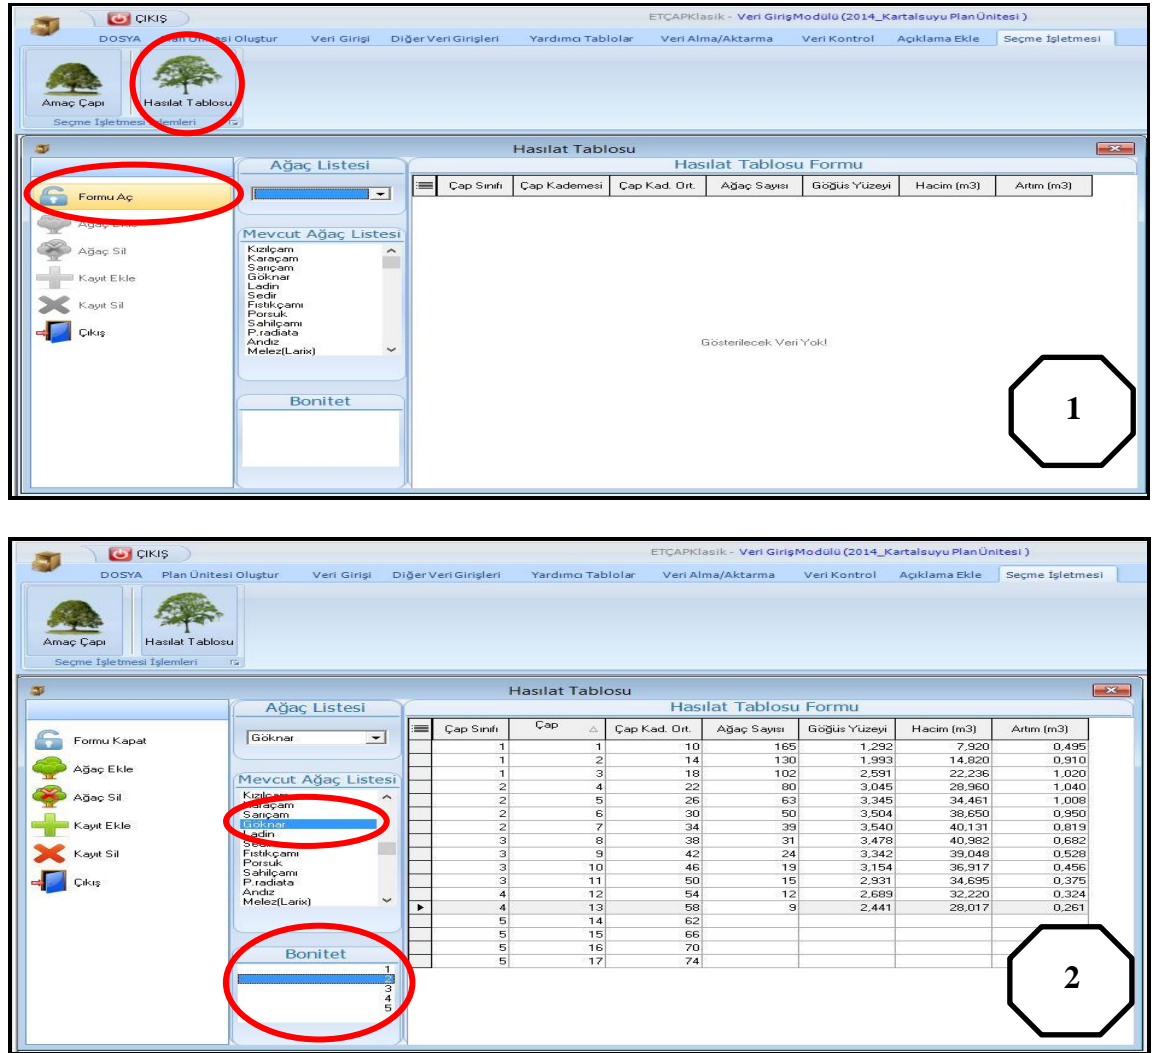 ÇIKIŞ ETÇAPKlasik - Veri GirişModülü (2014_Kartalsuyu PlanÜnitesi )
DOSYA Plan Ünitesi Oluştur Veri Girişi Diğer Veri Girişleri Yardımcı Tablolar Veri Alma/Aktarma Veri Kontrol Açıklama Ekle Seçme İşletmesi
Amaç Çapı Hasılat Tablosu
Seçme İşletmesi İşlemleri
Hasılat Tablosu
Ağaç Listesi Hasılat Tablosu Formu
Çap Sınıfı Çap Kademesi Çap Kad. Ort. Ağaç Sayısı Göğüs Yüzeyi Hacim (m3) Artım (m3)
Formu Aç
Ağaç Ekle
Ağaç Sil
Kayıt Ekle
Kayıt Sil
Çıkış
Mevcut Ağaç Listesi
Kızılçam
Karaçam
Sarıçam
Göknar
Ladin
Sedir
Fıstıkçamı
Porsuk
Sahilçamı
P.radiata
Andız
Melez(Larix)
Bonitet
Gösterilecek Veri Yok!
1
ÇIKIŞ ETÇAPKlasik - Veri GirişModülü (2014_Kartalsuyu PlanÜnitesi )
DOSYA Plan Ünitesi Oluştur Veri Girişi Diğer Veri Girişleri Yardımcı Tablolar Veri Alma/Aktarma Veri Kontrol Açıklama Ekle Seçme İşletmesi
Amaç Çapı Hasılat Tablosu
Seçme İşletmesi İşlemleri
Hasılat Tablosu
Formu Kapat
Ağaç Ekle
Ağaç Sil
Kayıt Ekle
Kayıt Sil
Çıkış
Ağaç Listesi
Göknar
Mevcut Ağaç Listesi
Kızılçam
Karaçam
Sarıçam
Göknar
Ladin
Sedir
Fıstıkçamı
Porsuk
Sahilçamı
P.radiata
Andız
Melez(Larix)
Bonitet
1
2
3
4
5
Hasılat Tablosu Formu
Çap Sınıfı Çap Çap Kad. Ort. Ağaç Sayısı Göğüs Yüzeyi Hacim (m3) Artım (m3)
1 1 10 165 1,292 7,920 0,495
1 2 14 130 1,993 14,820 0,910
1 3 18 102 2,591 22,236 1,020
2 4 22 80 3,045 28,960 1,040
2 5 26 63 3,345 34,461 1,008
2 6 30 50 3,504 38,650 0,950
2 7 34 39 3,540 40,131 0,819
3 8 38 31 3,478 40,982 0,682
3 9 42 24 3,342 39,048 0,528
3 10 46 19 3,154 36,917 0,456
3 11 50 15 2,931 34,695 0,375
4 12 54 12 2,689 32,220 0,324
4 13 58 9 2,441 28,017 0,261
5 14 62
5 15 66
5 16 70
5 17 74
2